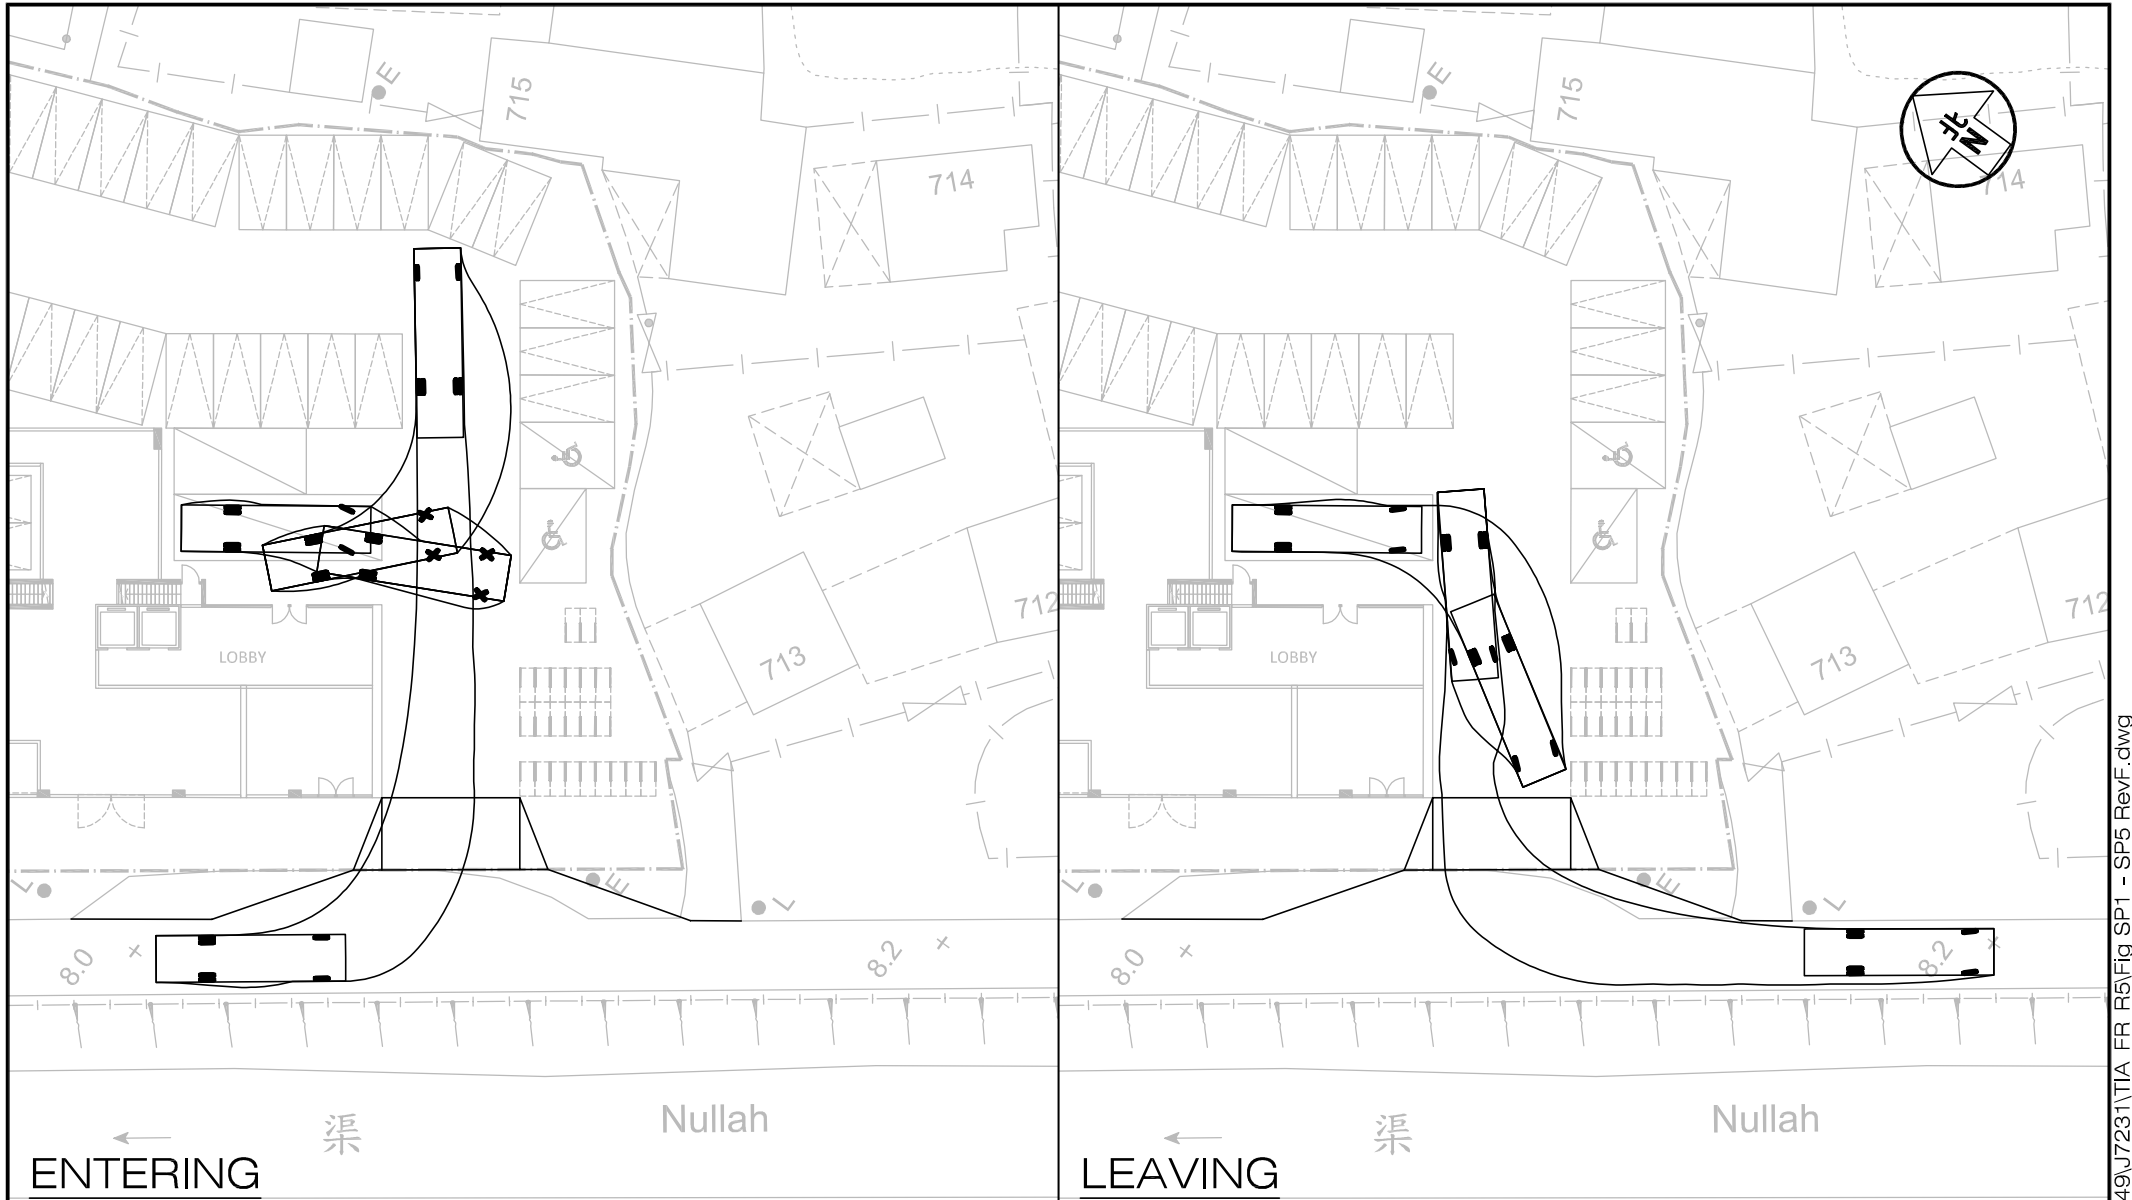 E
715
714
712
713
LOBBY
L
E
L
8.0
8.2
渠
Nullah
ENTERING
E
715
北
N
714
712
713
LOBBY
L
E
L
8.0
8.2
渠
Nullah
LEAVING
49\J7231\TIA FR R5\Fig SP1 - SP5 RevF.dwg